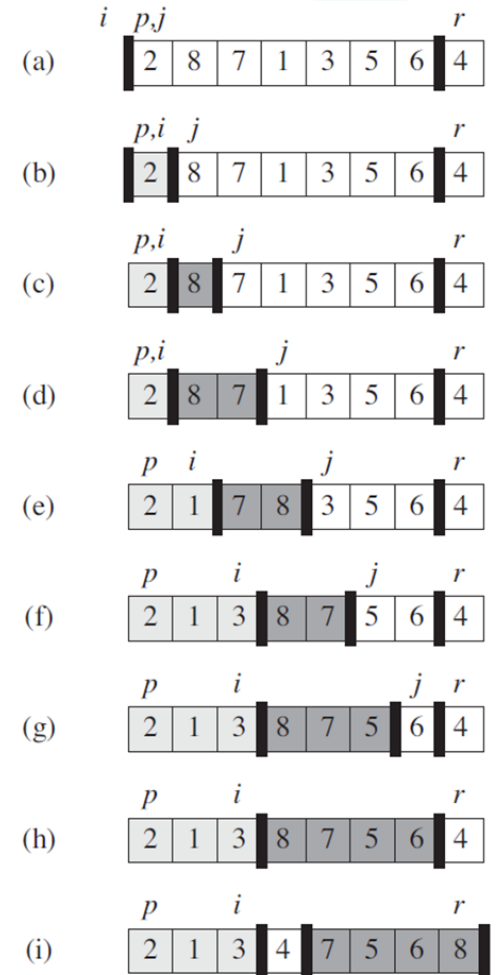 i p,j r
(a) 2 8 7 1 3 5 6 4
p,i j r
(b) 2 8 7 1 3 5 6 4
p,i j r
(c) 2 8 7 1 3 5 6 4
p,i j r
(d) 2 8 7 1 3 5 6 4
p i j r
(e) 2 1 7 8 3 5 6 4
p i j r
(f) 2 1 3 8 7 5 6 4
p i j r
(g) 2 1 3 8 7 5 6 4
p i r
(h) 2 1 3 8 7 5 6 4
p i r
(i) 2 1 3 4 7 5 6 8